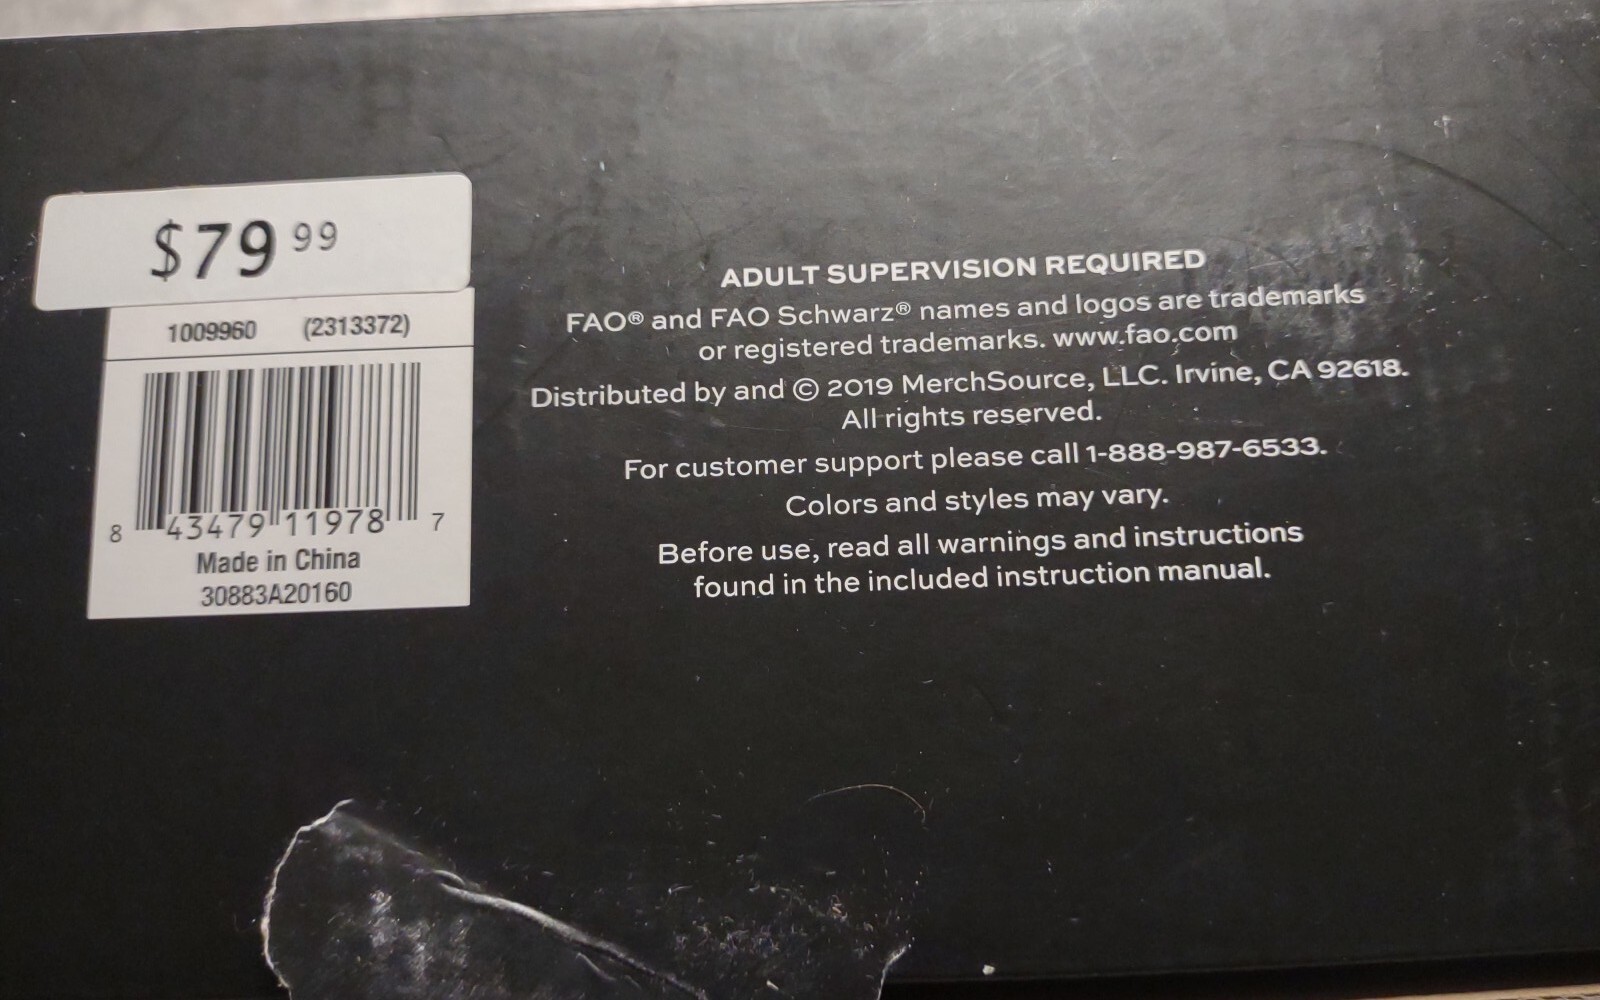 $79 99
1009960 (2313372)
8 43479 11978 7
Made in China
30883A20160
ADULT SUPERVISION REQUIRED
FAO® and FAO Schwarz® names and logos are trademarks
or registered trademarks. www.fao.com
Distributed by and © 2019 MerchSource, LLC. Irvine, CA 92618.
All rights reserved.
For customer support please call 1-888-987-6533.
Colors and styles may vary.
Before use, read all warnings and instructions
found in the included instruction manual.